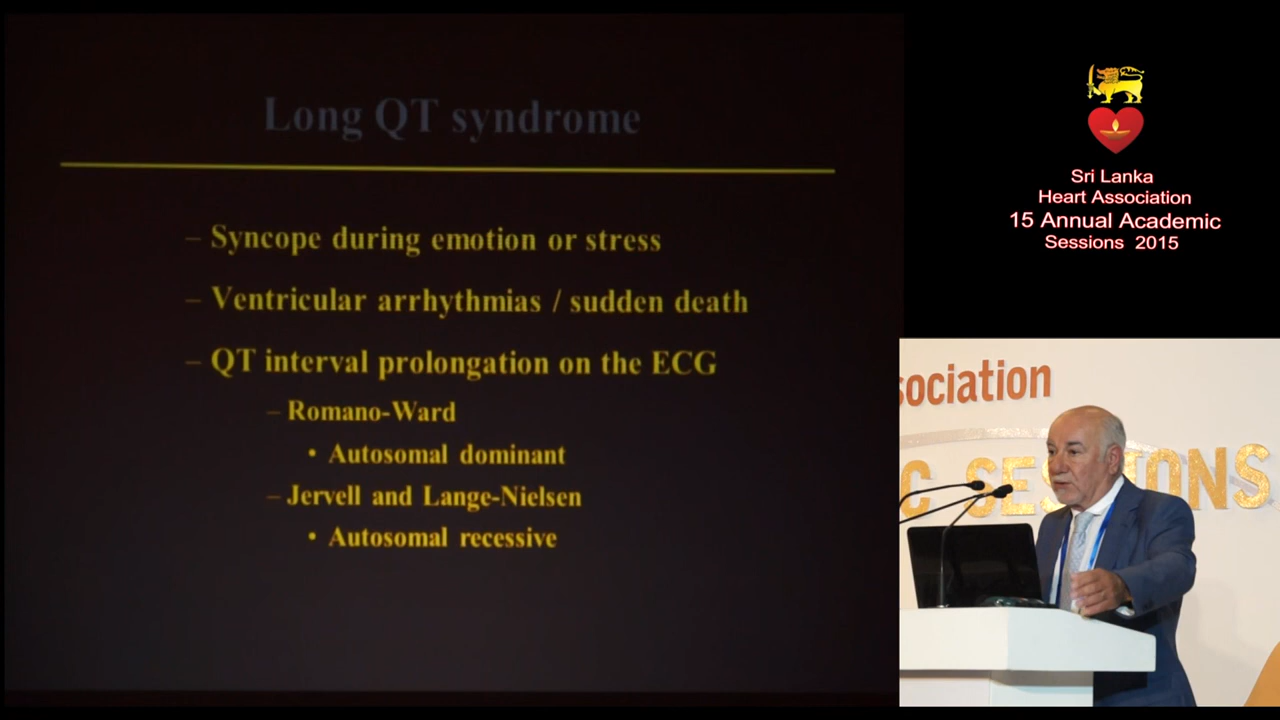 Long QT syndrome
– Syncope during emotion or stress
– Ventricular arrhythmias / sudden death
– QT interval prolongation on the ECG
– Romano-Ward
• Autosomal dominant
– Jervell and Lange-Nielsen
• Autosomal recessive
Sri Lanka
Heart Association
15 Annual Academic
Sessions 2015
sociation
C SESSIONS